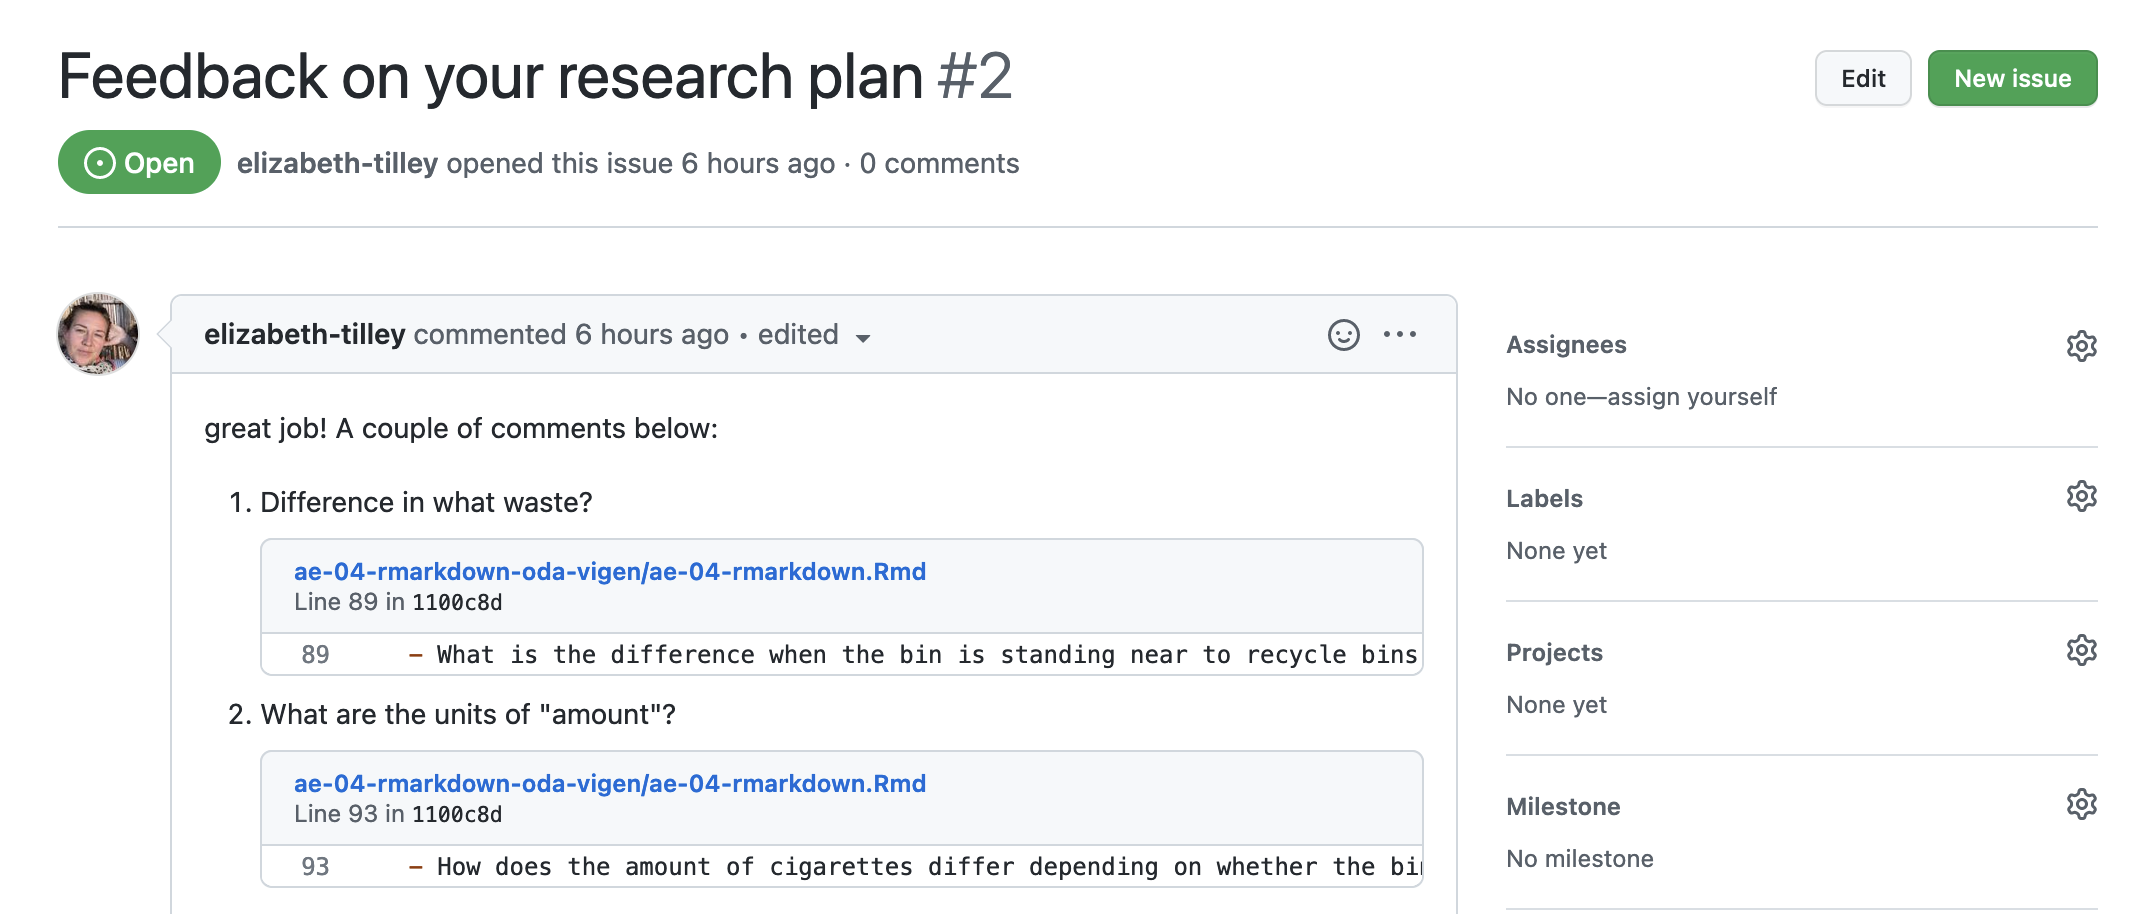 Feedback on your research plan #2
Edit
New issue
Open
elizabeth-tilley opened this issue 6 hours ago · 0 comments
elizabeth-tilley commented 6 hours ago • edited
great job! A couple of comments below:
1. Difference in what waste?
ae-04-rmarkdown-oda-vigen/ae-04-rmarkdown.Rmd
Line 89 in 1100c8d
89 – What is the difference when the bin is standing near to recycle bins
2. What are the units of "amount"?
ae-04-rmarkdown-oda-vigen/ae-04-rmarkdown.Rmd
Line 93 in 1100c8d
93 – How does the amount of cigarettes differ depending on whether the
Assignees
No one—assign yourself
Labels
None yet
Projects
None yet
Milestone
No milestone